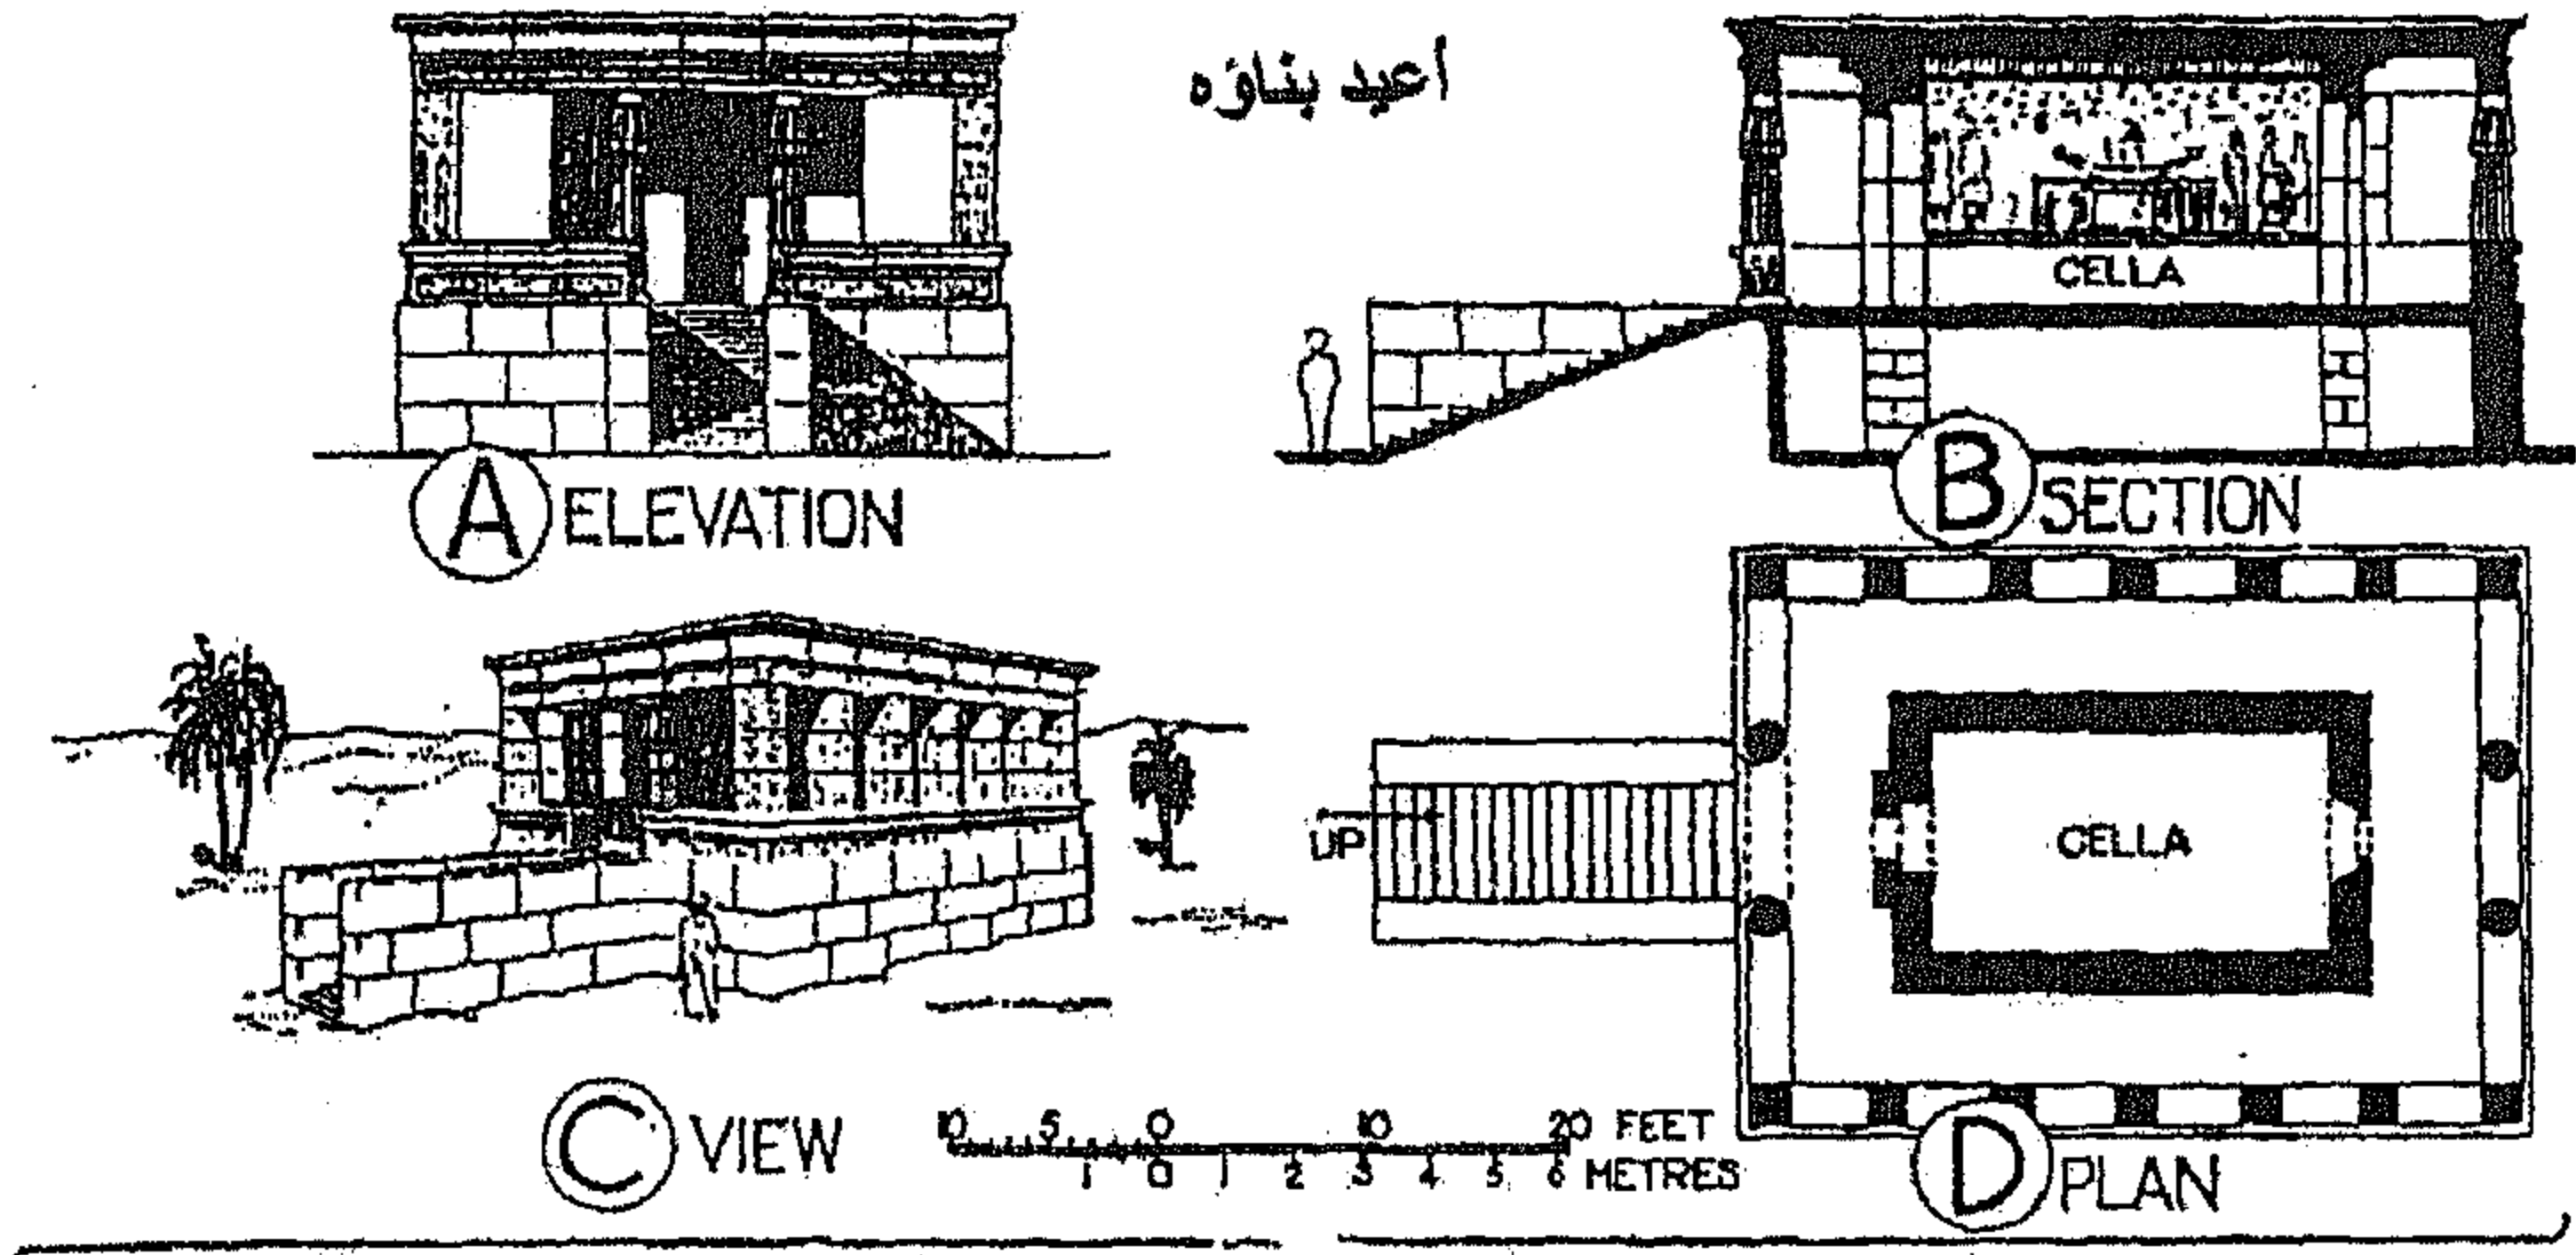 اعيد بناؤه
CELLA
A ELEVATION
B SECTION
UP
CELLA
C VIEW
10 5 0 10 20 FEET
1 0 1 2 3 4 5 6 METRES
D PLAN